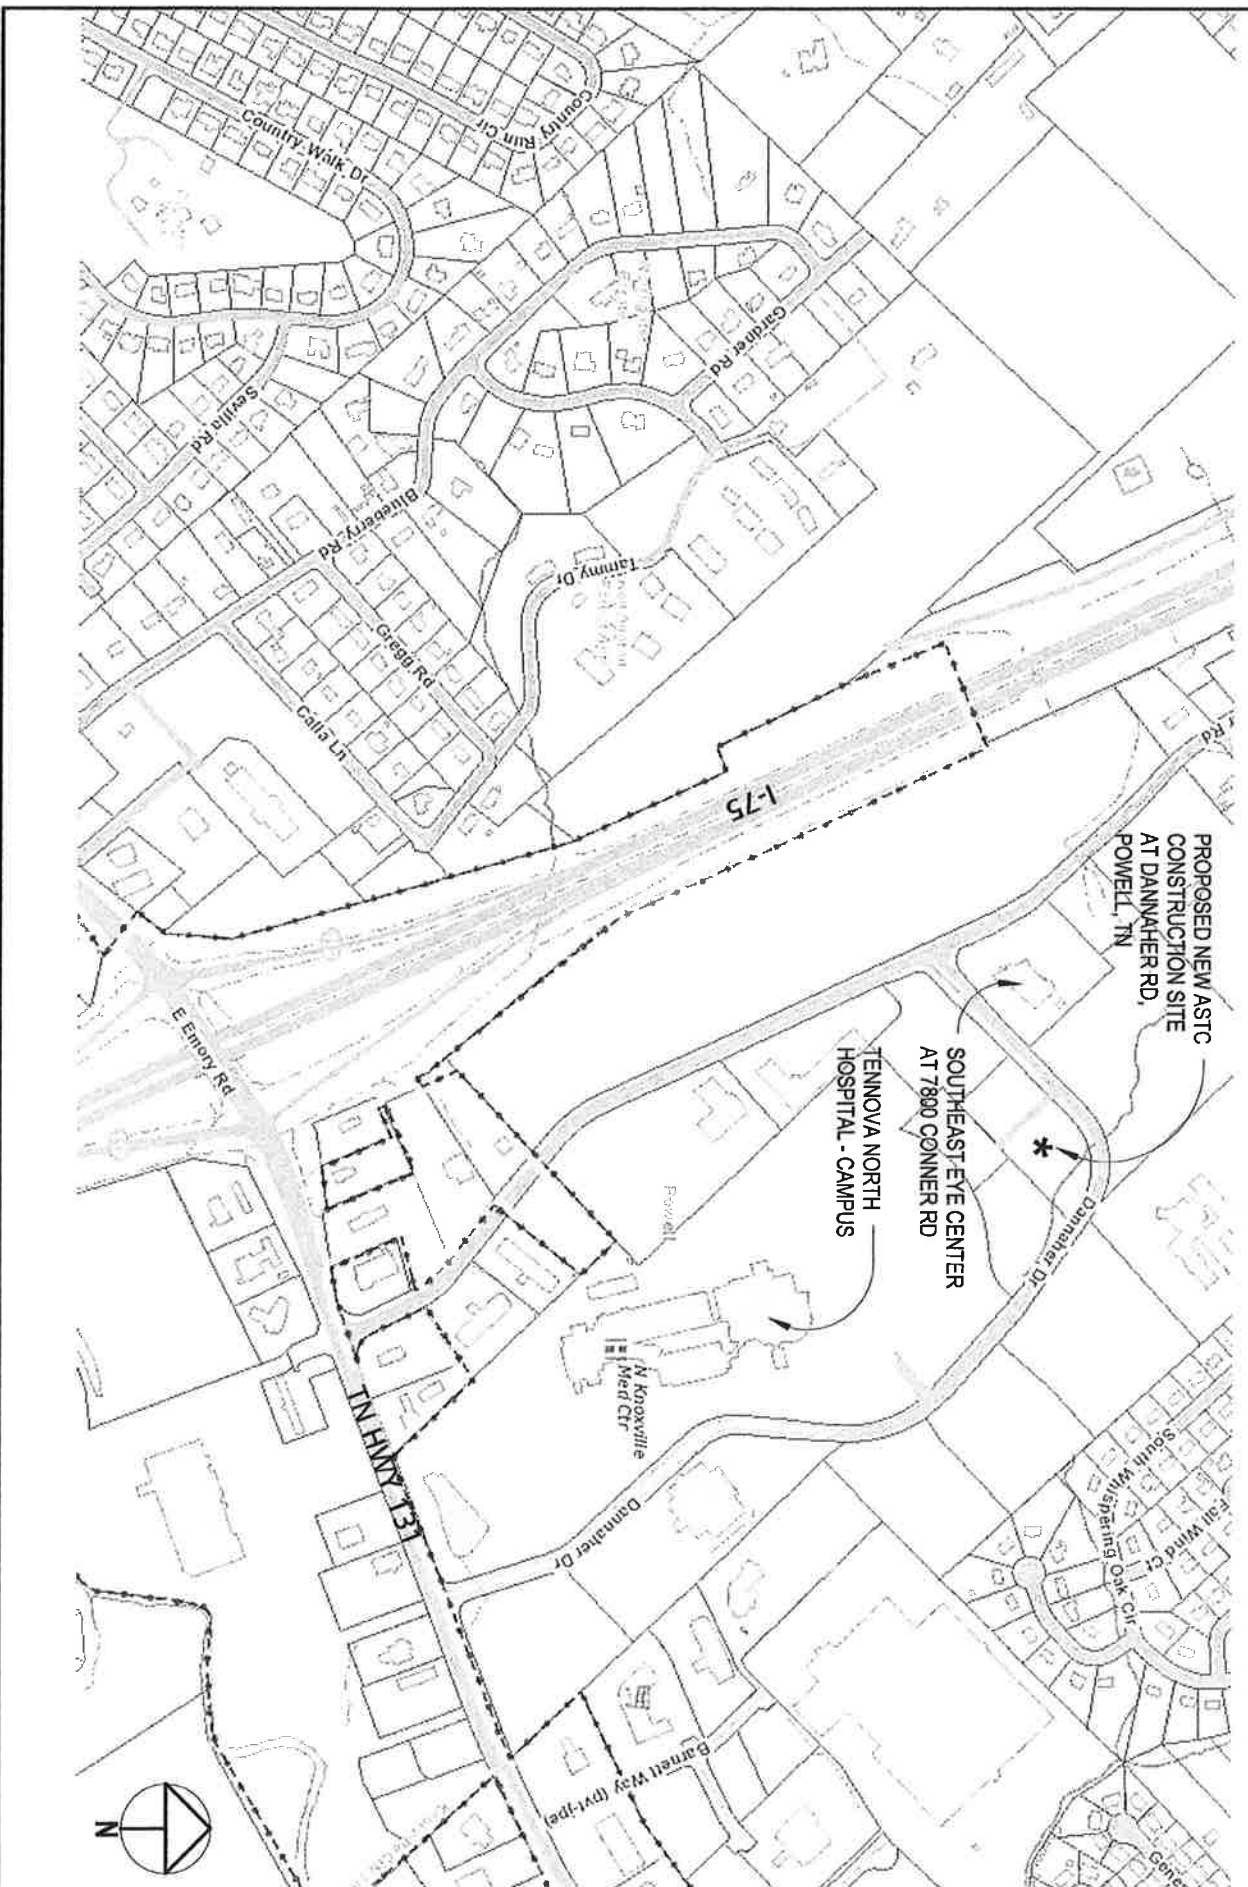 PROPOSED NEW ASTC
CONSTRUCTION SITE
AT DANNAHER RD,
POWELL, TN
SOUTHEAST EYE CENTER
AT 7800 CONNER RD
TENNOVA NORTH
HOSPITAL - CAMPUS
N Knoxville
Med Ctr
Powell
I-75
TN HWY 131
E Emory Rd
Dannaher Dr
Dannaher Dr
Barnett Way (pvt-jpe)
South Whispering Oak Cir
Fall Wind Ct
Rd
Country Run Cir
Country Walk Dr
Sevilla Rd
Blueberry Rd
Gardner Rd
Tammy Dr
Gregg Rd
Calla Ln
N